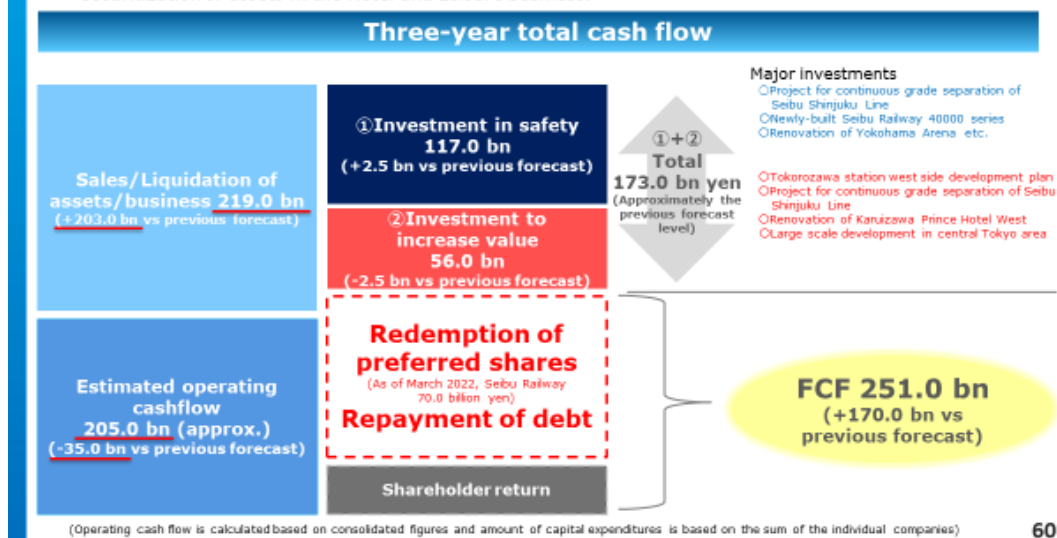 Three-year total cash flow
Sales/Liquidation of
assets/business 219.0 bn
(+203.0 bn vs previous forecast)
Estimated operating
cashflow
205.0 bn (approx.)
(-35.0 bn vs previous forecast)
①Investment in safety
117.0 bn
(+2.5 bn vs previous forecast)
②Investment to
increase value
56.0 bn
(-2.5 bn vs previous forecast)
Redemption of
preferred shares
(As of March 2022, Seibu Railway
70.0 billion yen)
Repayment of debt
Shareholder return
①+②
Total
173.0 bn yen
(Approximately the
previous forecast
level)
Major investments
○Project for continuous grade separation of
Seibu Shinjuku Line
○Newly-built Seibu Railway 40000 series
○Renovation of Yokohama Arena etc.
○Tokorozawa station west side development plan
○Project for continuous grade separation of Seibu
Shinjuku Line
○Renovation of Karuizawa Prince Hotel West
○Large scale development in central Tokyo area
FCF 251.0 bn
(+170.0 bn vs
previous forecast)
(Operating cash flow is calculated based on consolidated figures and amount of capital expenditures is based on the sum of the individual companies)
60